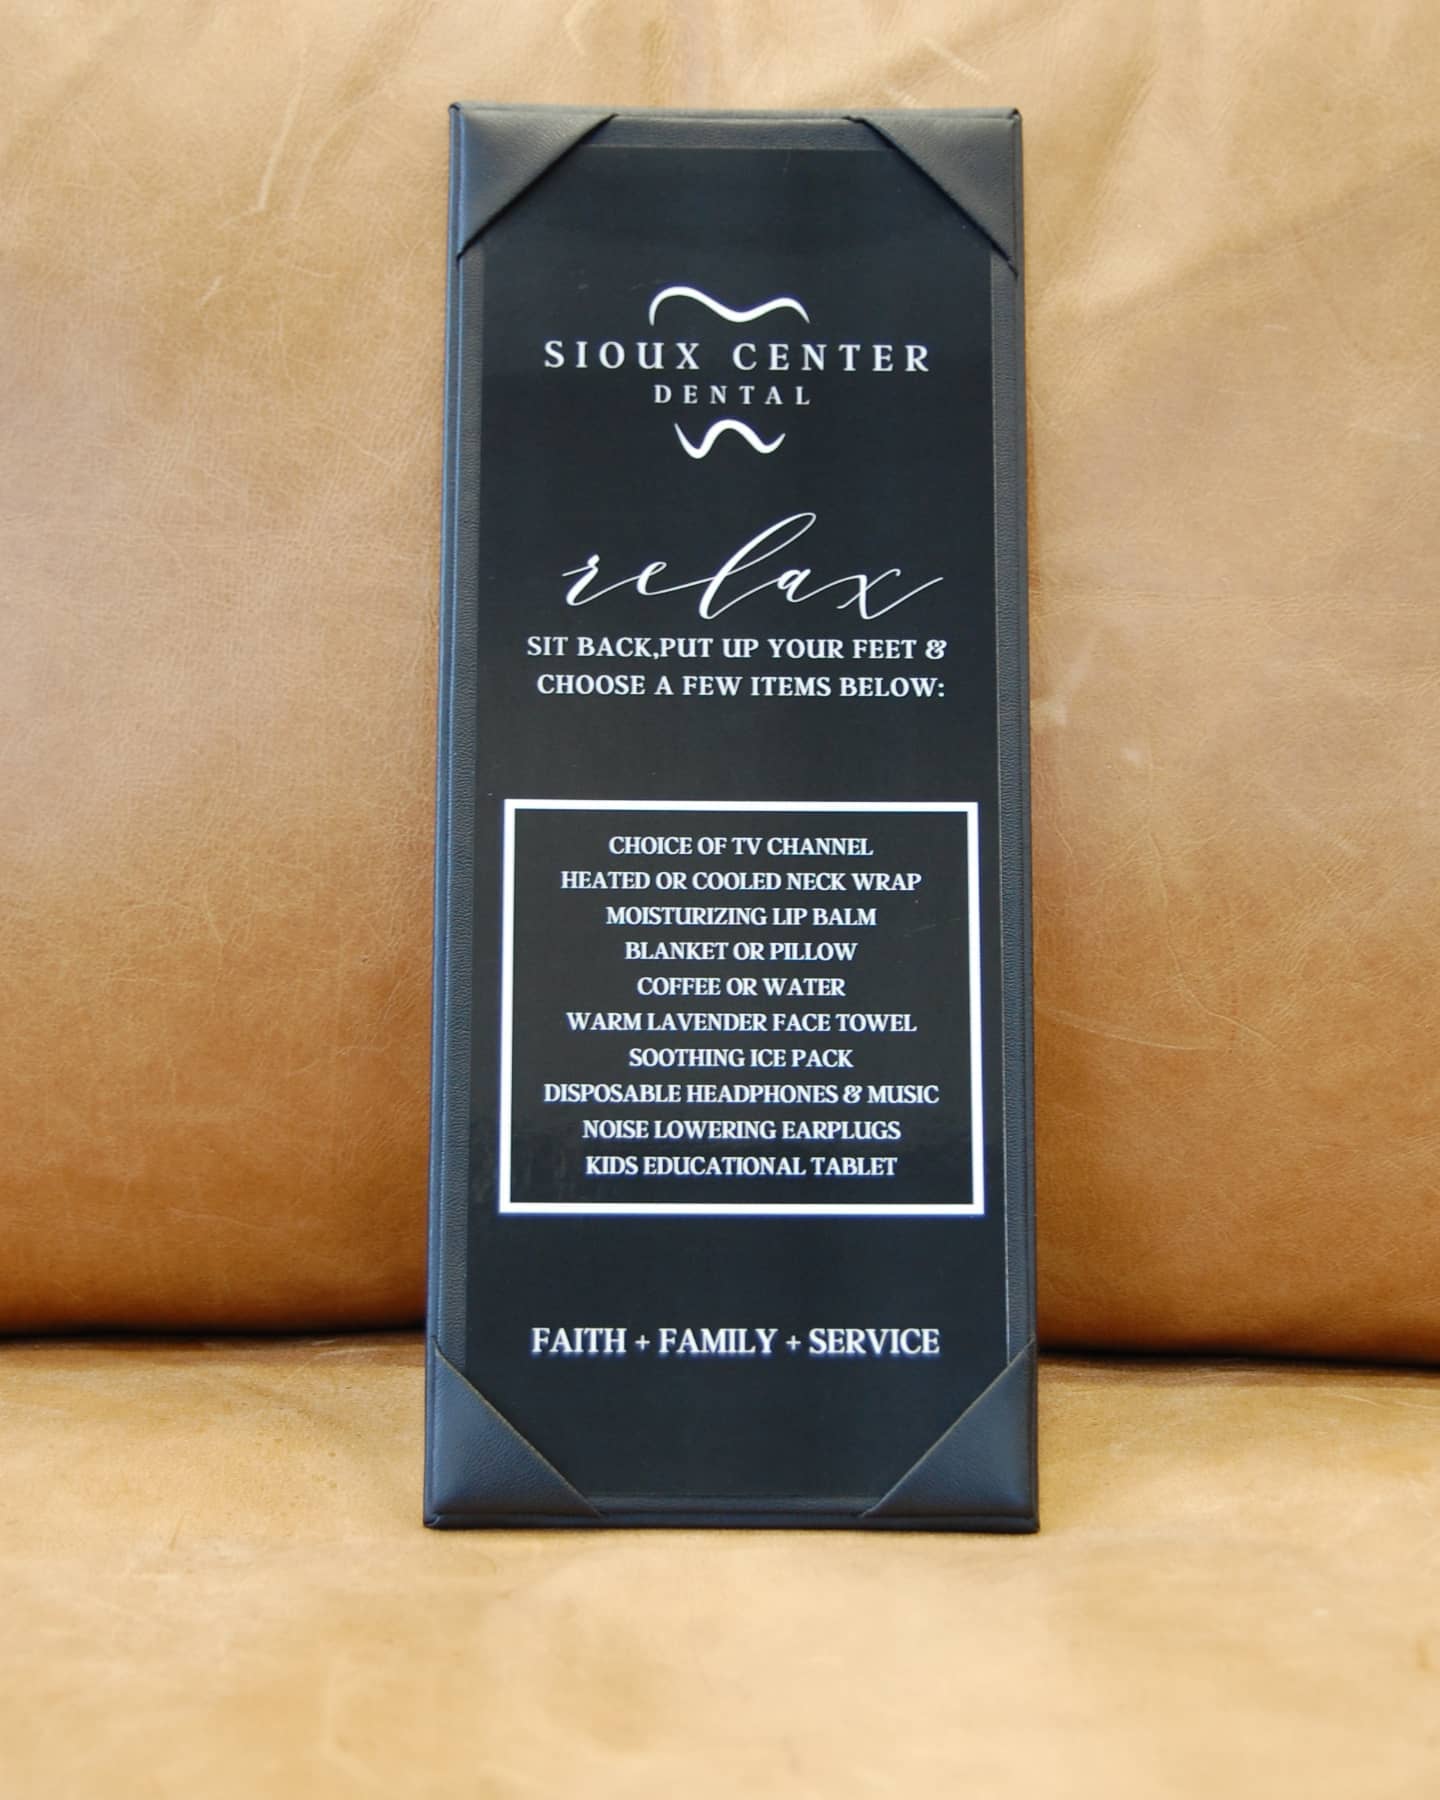 SIOUX CENTER
DENTAL
relax
SIT BACK,PUT UP YOUR FEET &
CHOOSE A FEW ITEMS BELOW:
CHOICE OF TV CHANNEL
HEATED OR COOLED NECK WRAP
MOISTURIZING LIP BALM
BLANKET OR PILLOW
COFFEE OR WATER
WARM LAVENDER FACE TOWEL
SOOTHING ICE PACK
DISPOSABLE HEADPHONES & MUSIC
NOISE LOWERING EARPLUGS
KIDS EDUCATIONAL TABLET
FAITH + FAMILY + SERVICE